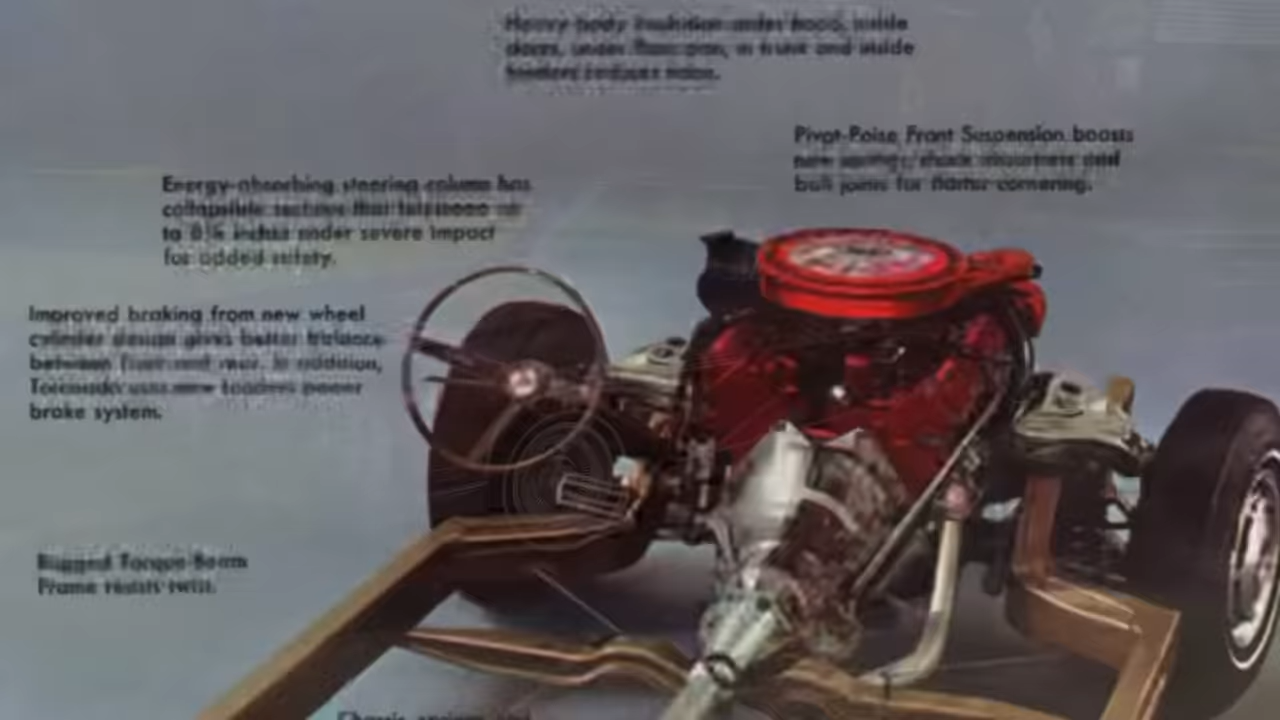 Heavy body insulation under hood, inside
doors, under floor pan, in trunk and inside
fenders reduces noise.
Pivot-Poise Front Suspension boasts
new springs, shock absorbers and
ball joints for flatter cornering.
Energy-absorbing steering column has
collapsible sections that telescope up
to 8¼ inches under severe impact
for added safety.
Improved braking from new wheel
cylinder design gives better balance
between front and rear. In addition,
Toronado uses new power
brake system.
Rugged Torque-Beam
Frame resists twist.
Chassis